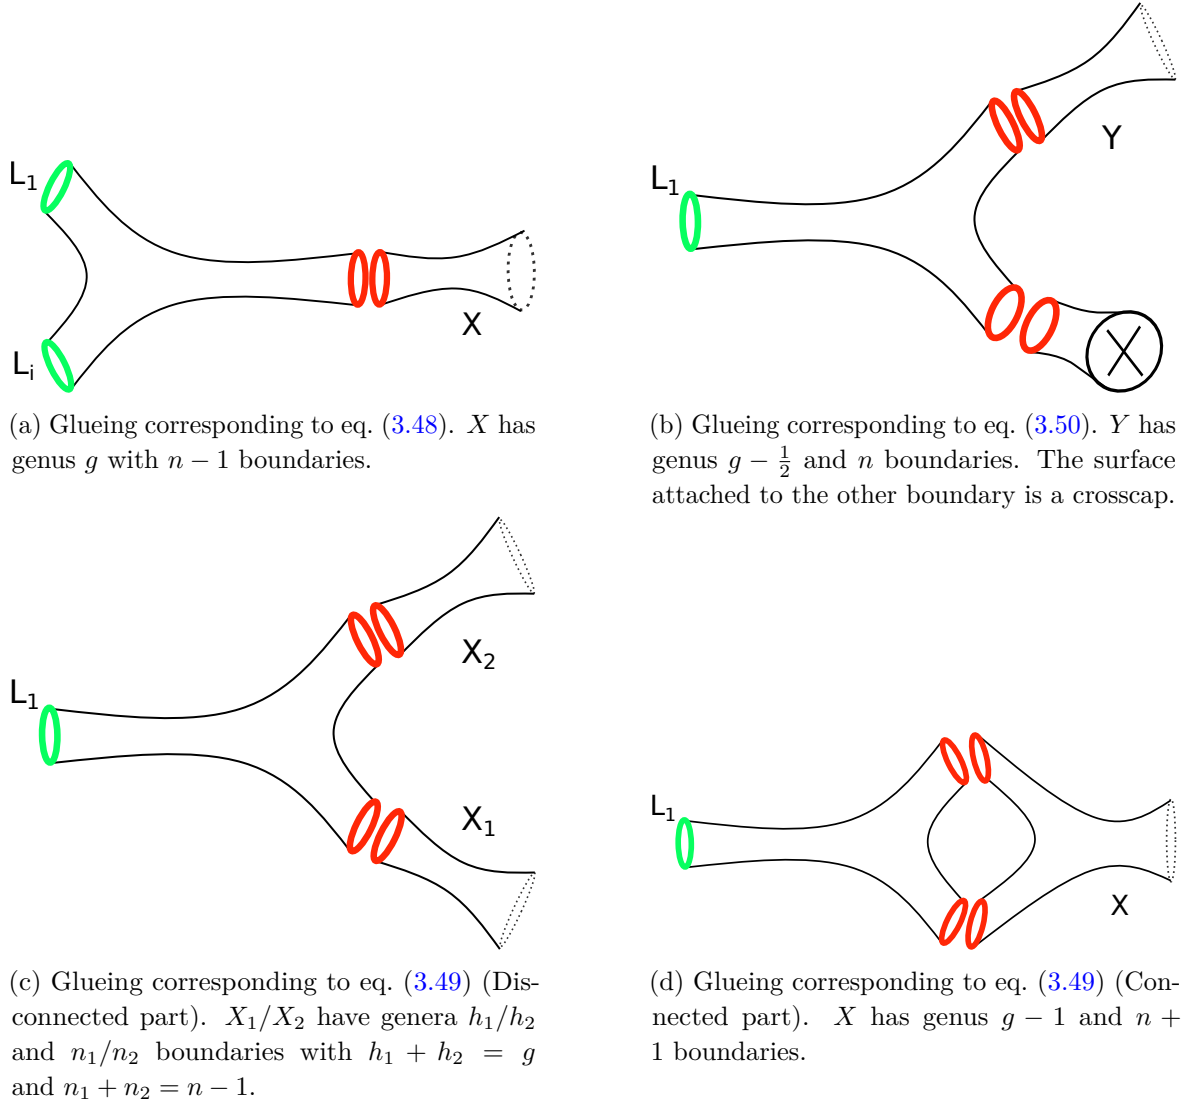 L₁
Lᵢ
X
(a) Glueing corresponding to eq. (3.48). X has
genus g with n − 1 boundaries.
L₁
Y
(b) Glueing corresponding to eq. (3.50). Y has
genus g − 1/2 and n boundaries. The surface
attached to the other boundary is a crosscap.
L₁
X₂
X₁
(c) Glueing corresponding to eq. (3.49) (Dis-
connected part). X₁/X₂ have genera h₁/h₂
and n₁/n₂ boundaries with h₁ + h₂ = g
and n₁ + n₂ = n − 1.
L₁
X
(d) Glueing corresponding to eq. (3.49) (Con-
nected part). X has genus g − 1 and n +
1 boundaries.